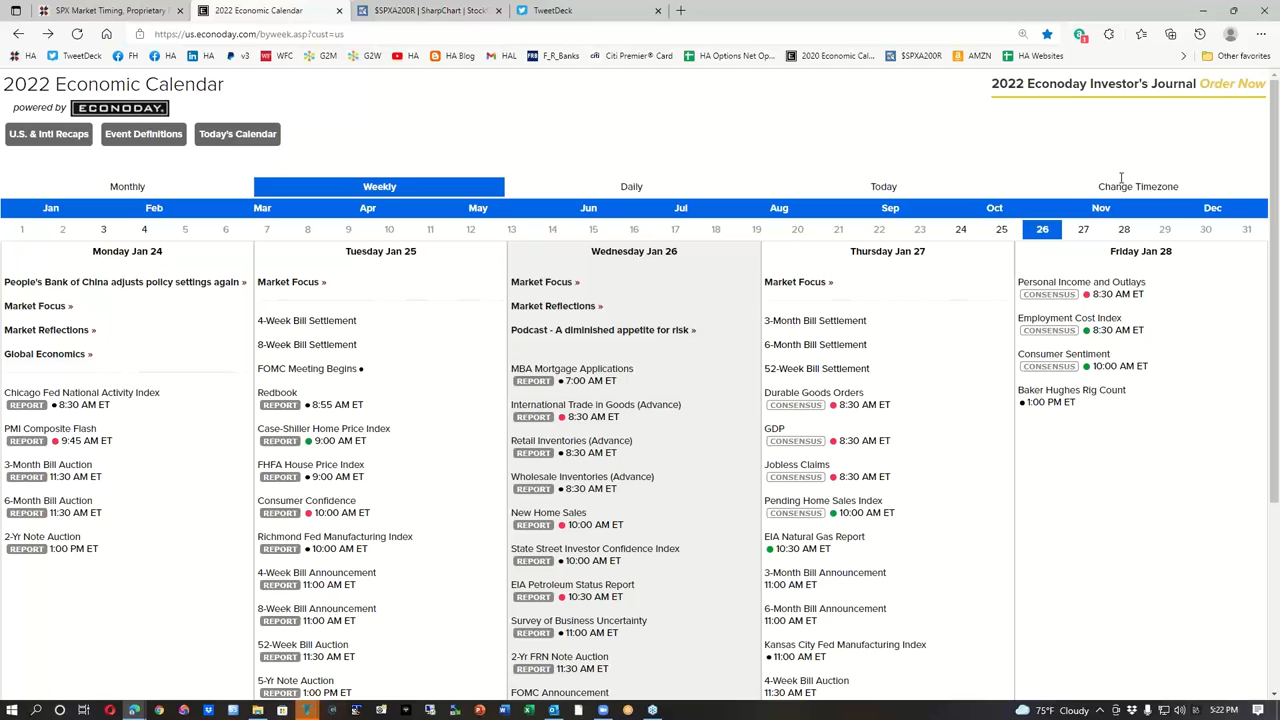 SPX Market Timing, Proprietary F
2022 Economic Calendar
$SPXA200R | SharpChart | Stock
TweetDeck
https://us.econoday.com/byweek.asp?cust=us
HA
TweetDeck
FH
HA
v3
WFC
G2M
G2W
HA
HA Blog
HAL
F_R_Banks
Citi Premier® Card
HA Options Net Op...
2020 Economic Cal...
$SPXA200R
AMZN
HA Websites
Other favorites
2022 Economic Calendar
powered by ECONODAY.
2022 Econoday Investor's Journal Order Now
U.S. & Intl Recaps
Event Definitions
Today's Calendar
Monthly
Weekly
Daily
Today
Change Timezone
Jan Feb Mar Apr May Jun Jul Aug Sep Oct Nov Dec
1 2 3 4 5 6 7 8 9 10 11 12 13 14 15 16 17 18 19 20 21 22 23 24 25 26 27 28 29 30 31
Monday Jan 24
People's Bank of China adjusts policy settings again »
Market Focus »
Market Reflections »
Global Economics »
Chicago Fed National Activity Index
REPORT ● 8:30 AM ET
PMI Composite Flash
REPORT ● 9:45 AM ET
3-Month Bill Auction
REPORT 11:30 AM ET
6-Month Bill Auction
REPORT 11:30 AM ET
2-Yr Note Auction
REPORT 1:00 PM ET
Tuesday Jan 25
Market Focus »
4-Week Bill Settlement
8-Week Bill Settlement
FOMC Meeting Begins ●
Redbook
REPORT ● 8:55 AM ET
Case-Shiller Home Price Index
REPORT ● 9:00 AM ET
FHFA House Price Index
REPORT ● 9:00 AM ET
Consumer Confidence
REPORT ● 10:00 AM ET
Richmond Fed Manufacturing Index
REPORT ● 10:00 AM ET
4-Week Bill Announcement
REPORT 11:00 AM ET
8-Week Bill Announcement
REPORT 11:00 AM ET
52-Week Bill Auction
REPORT 11:30 AM ET
5-Yr Note Auction
REPORT 1:00 PM ET
Wednesday Jan 26
Market Focus »
Market Reflections »
Podcast - A diminished appetite for risk »
MBA Mortgage Applications
REPORT ● 7:00 AM ET
International Trade in Goods (Advance)
REPORT ● 8:30 AM ET
Retail Inventories (Advance)
REPORT ● 8:30 AM ET
Wholesale Inventories (Advance)
REPORT ● 8:30 AM ET
New Home Sales
REPORT ● 10:00 AM ET
State Street Investor Confidence Index
REPORT ● 10:00 AM ET
EIA Petroleum Status Report
REPORT ● 10:30 AM ET
Survey of Business Uncertainty
REPORT ● 11:00 AM ET
2-Yr FRN Note Auction
REPORT 11:30 AM ET
FOMC Announcement
Thursday Jan 27
Market Focus »
3-Month Bill Settlement
6-Month Bill Settlement
52-Week Bill Settlement
Durable Goods Orders
CONSENSUS ● 8:30 AM ET
GDP
CONSENSUS ● 8:30 AM ET
Jobless Claims
CONSENSUS ● 8:30 AM ET
Pending Home Sales Index
CONSENSUS ● 10:00 AM ET
EIA Natural Gas Report
● 10:30 AM ET
3-Month Bill Announcement
11:00 AM ET
6-Month Bill Announcement
11:00 AM ET
Kansas City Fed Manufacturing Index
● 11:00 AM ET
4-Week Bill Auction
11:30 AM ET
Friday Jan 28
Personal Income and Outlays
CONSENSUS ● 8:30 AM ET
Employment Cost Index
CONSENSUS ● 8:30 AM ET
Consumer Sentiment
CONSENSUS ● 10:00 AM ET
Baker Hughes Rig Count
● 1:00 PM ET
75°F Cloudy
5:22 PM